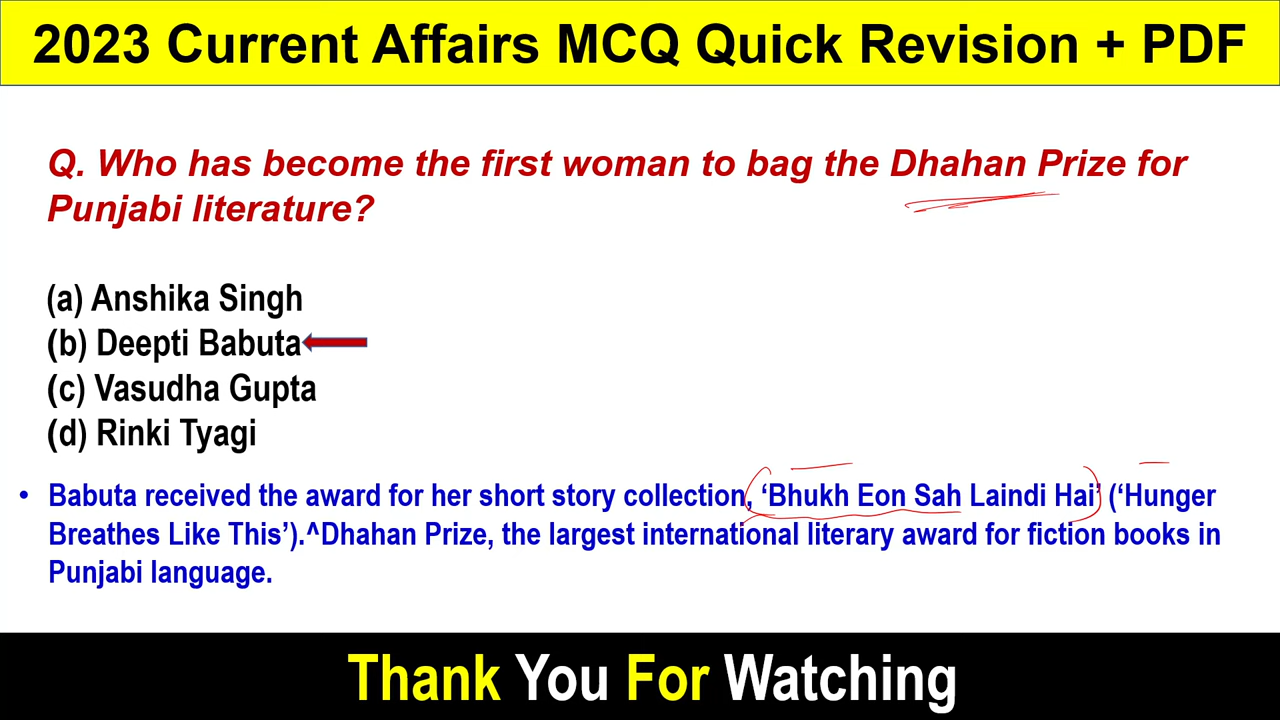 2023 Current Affairs MCQ Quick Revision + PDF
Q. Who has become the first woman to bag the Dhahan Prize for
Punjabi literature?
(a) Anshika Singh
(b) Deepti Babuta
(c) Vasudha Gupta
(d) Rinki Tyagi
• Babuta received the award for her short story collection, ‘Bhukh Eon Sah Laindi Hai’ (‘Hunger
Breathes Like This’).^Dhahan Prize, the largest international literary award for fiction books in
Punjabi language.
Thank You For Watching